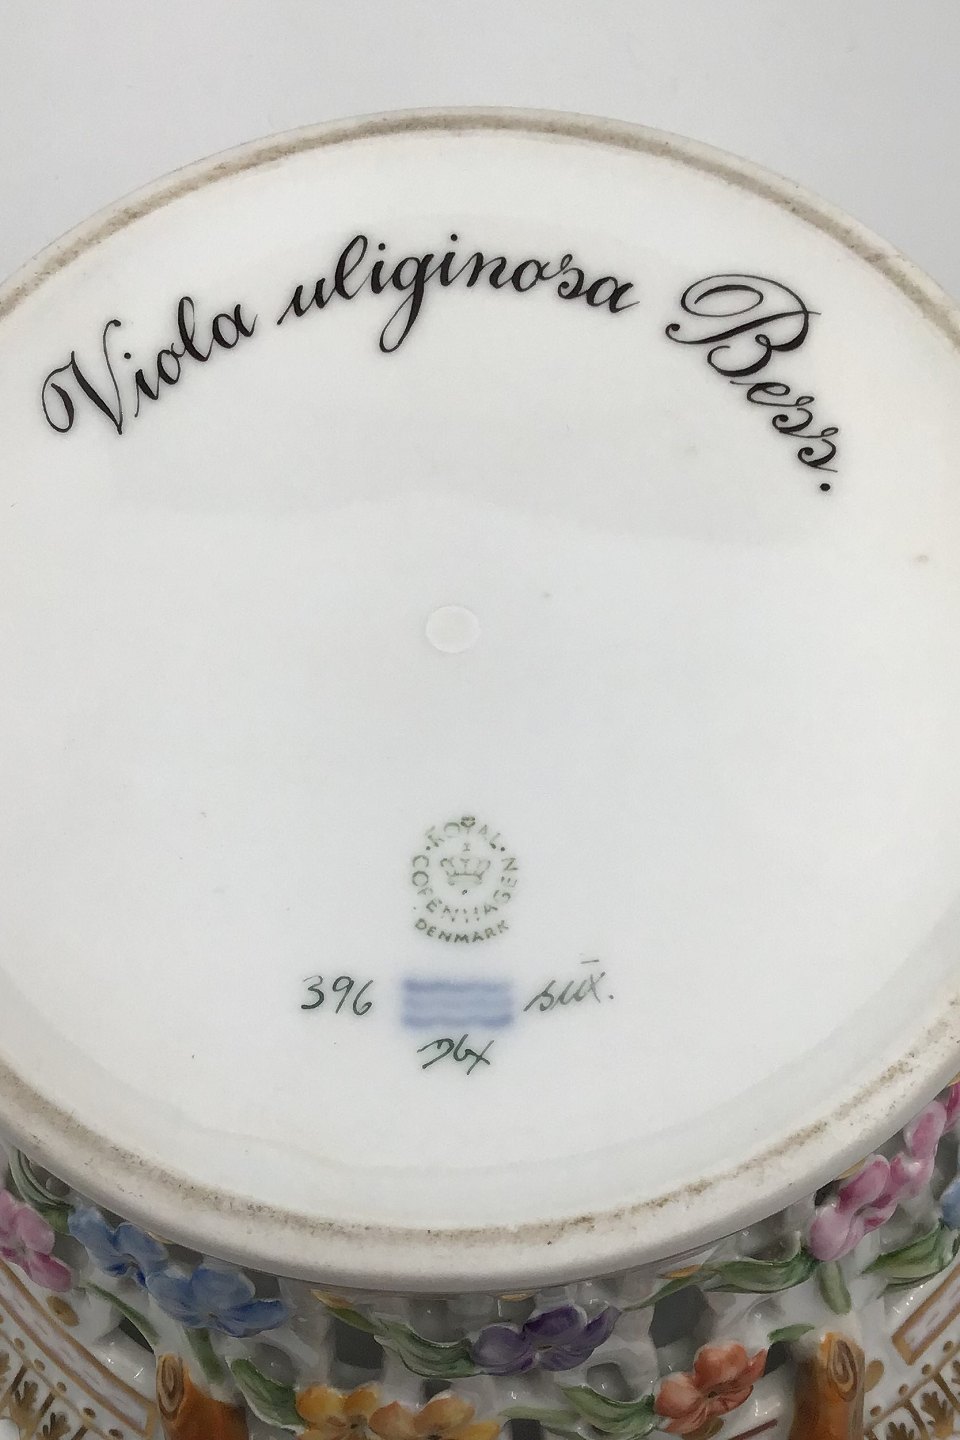 Viola uliginosa Bess.
ROYAL COPENHAGEN
DENMARK
396